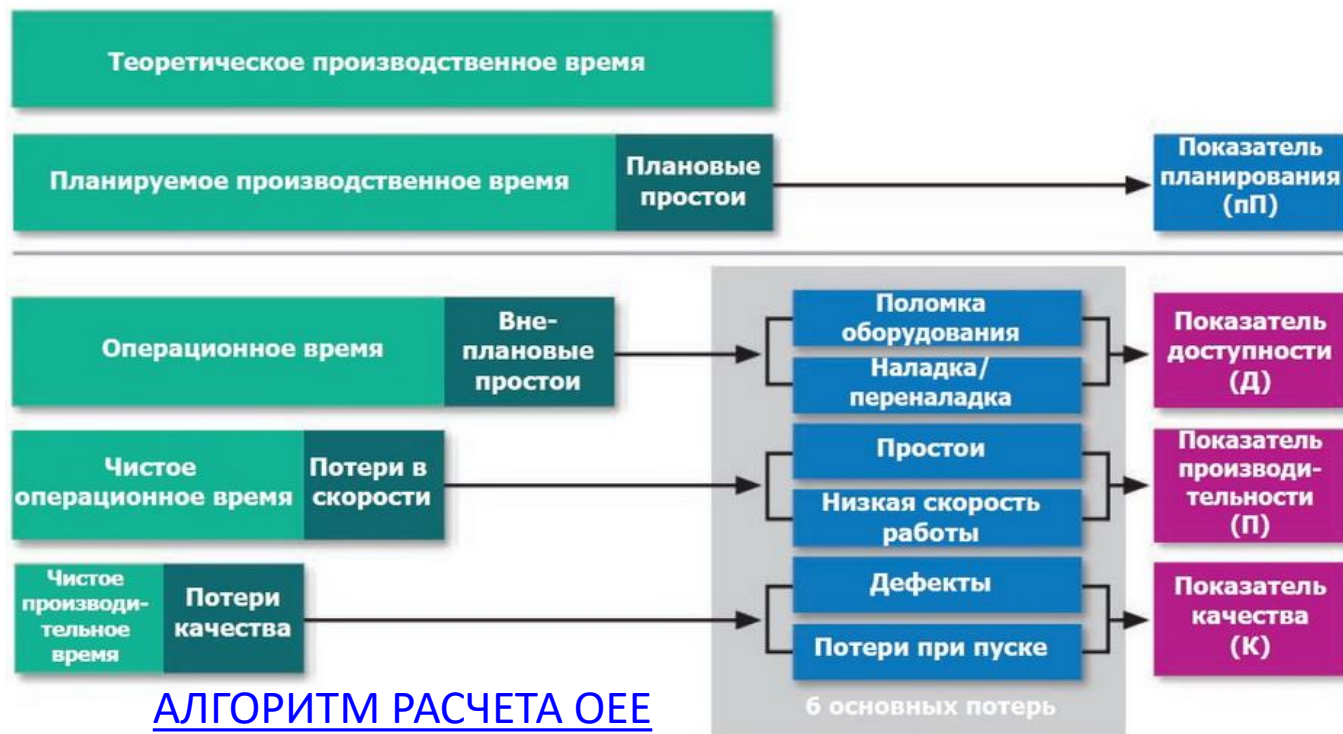 Теоретическое производственное время
Планируемое производственное время
Плановые
простои
Показатель
планирования
(пП)
Операционное время
Вне-
плановые
простои
Поломка
оборудования
Наладка/
переналадка
Показатель
доступности
(Д)
Чистое
операционное время
Потери в
скорости
Простои
Низкая скорость
работы
Показатель
производи-
тельности
(П)
Чистое
производи-
тельное
время
Потери
качества
Дефекты
Потери при пуске
Показатель
качества
(К)
АЛГОРИТМ РАСЧЕТА ОЕЕ
6 основных потерь